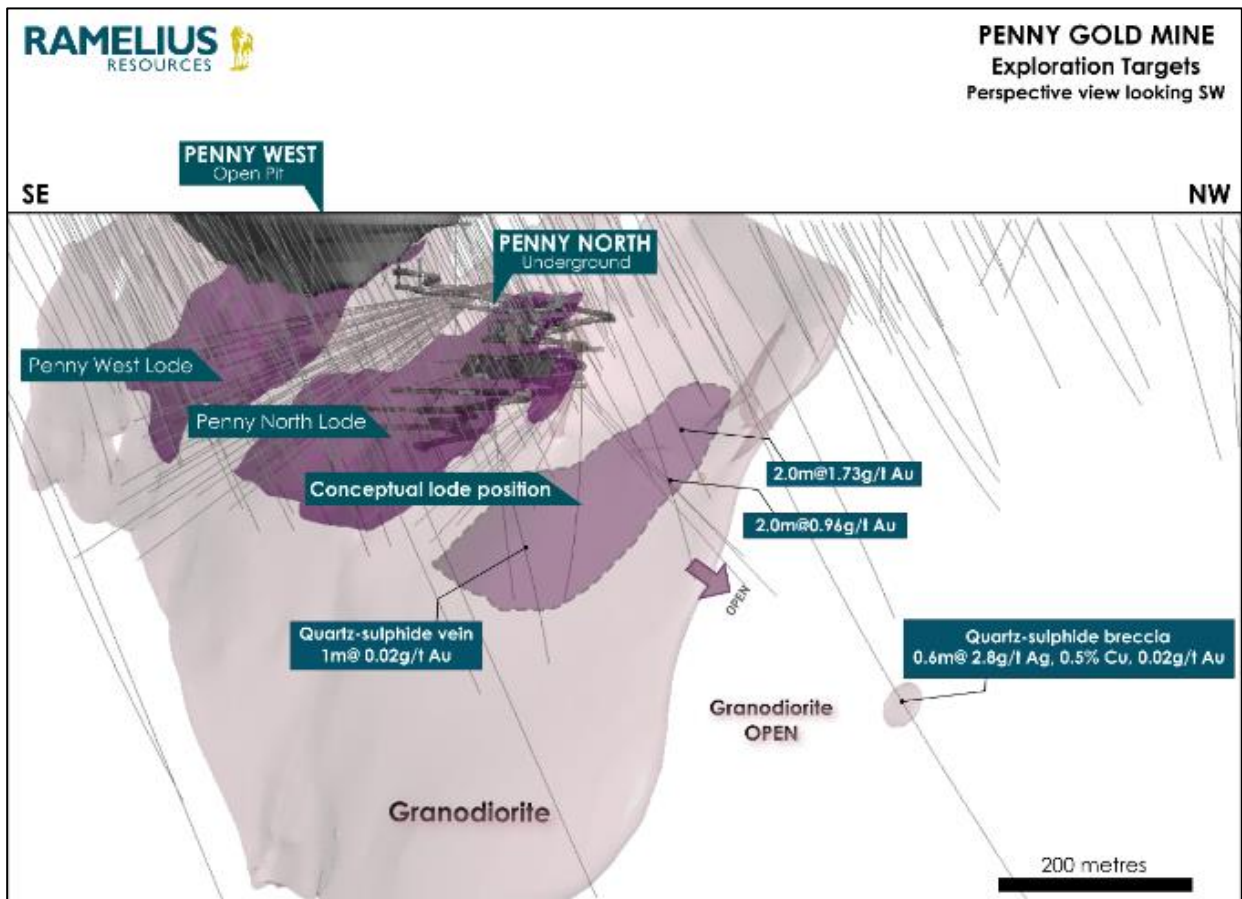 RAMELIUS
RESOURCES
PENNY GOLD MINE
Exploration Targets
Perspective view looking SW
PENNY WEST
Open Pit
SE
NW
PENNY NORTH
Underground
Penny West Lode
Penny North Lode
Conceptual lode position
2.0m@1.73g/t Au
2.0m@0.96g/t Au
OPEN
Quartz-sulphide vein
1m@ 0.02g/t Au
Quartz-sulphide breccia
0.6m@ 2.8g/t Ag, 0.5% Cu, 0.02g/t Au
Granodiorite
OPEN
Granodiorite
200 metres